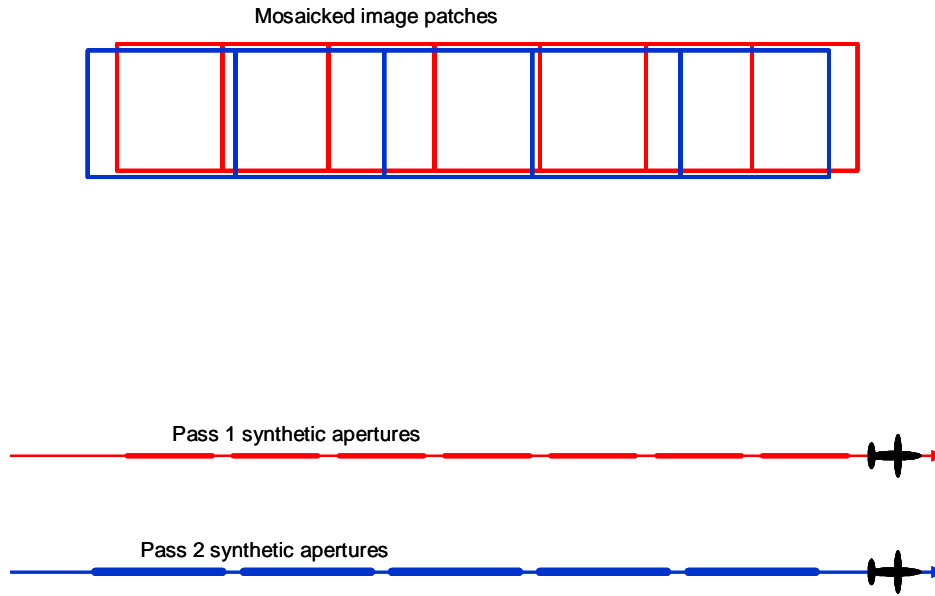 Mosaicked image patches
Pass 1 synthetic apertures
Pass 2 synthetic apertures